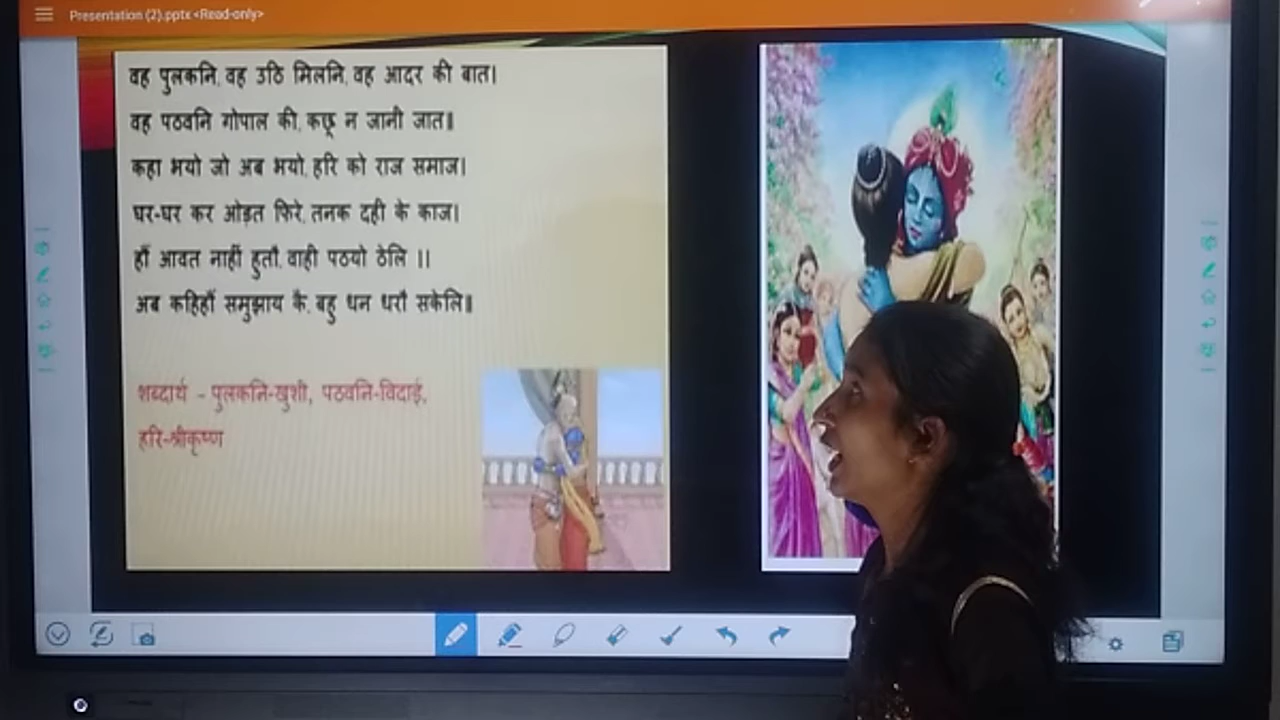 Presentation (2).pptx <Read-only>
वह पुलकनि, वह उठि मिलनि, वह आदर की बात।
वह पठवनि गोपाल की, कछू न जानी जात॥
कहा भयो जो अब भयो, हरि को राज समाज।
घर-घर कर ओड़त फिरे, तनक दही के काज।
हौं आवत नाहीं हुतौ, वाही पठयो ठेलि ।।
अब कहिहौं समुझाय कै, बहु धन धरौ सकेलि॥
शब्दार्थ - पुलकनि-खुशी, पठवनि-विदाई,
हरि-श्रीकृष्ण